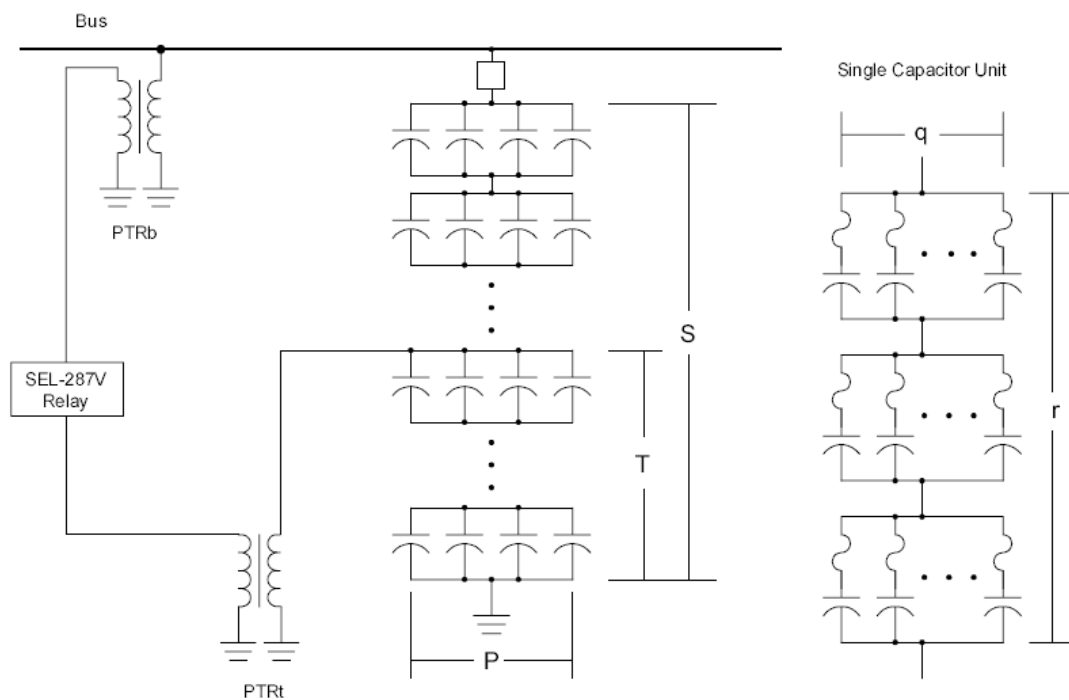 Bus
Single Capacitor Unit
q
PTRb
S
r
SEL-287V
Relay
T
P
PTRt